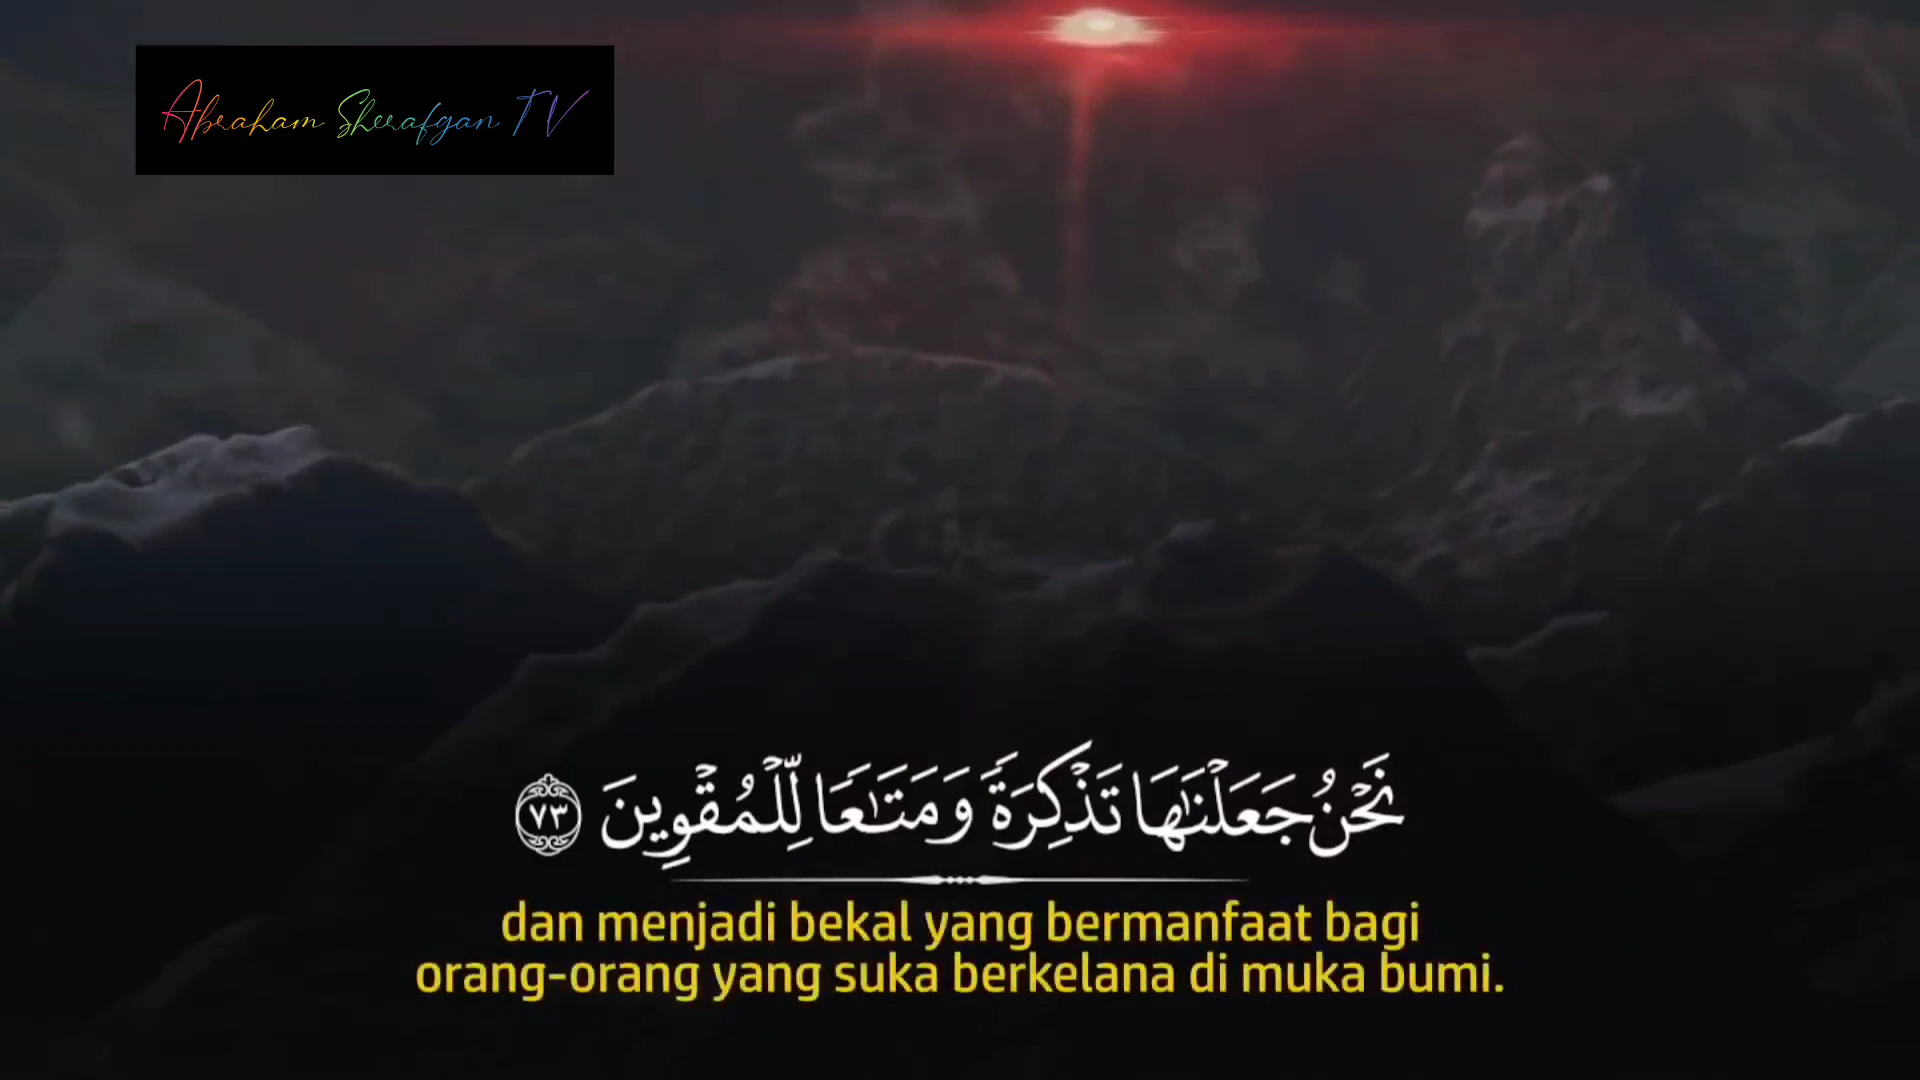 Abraham Sherafgan TV
نَحْنُ جَعَلْنَٰهَا تَذْكِرَةً وَمَتَٰعًا لِّلْمُقْوِينَ ٧٣
dan menjadi bekal yang bermanfaat bagi
orang-orang yang suka berkelana di muka bumi.